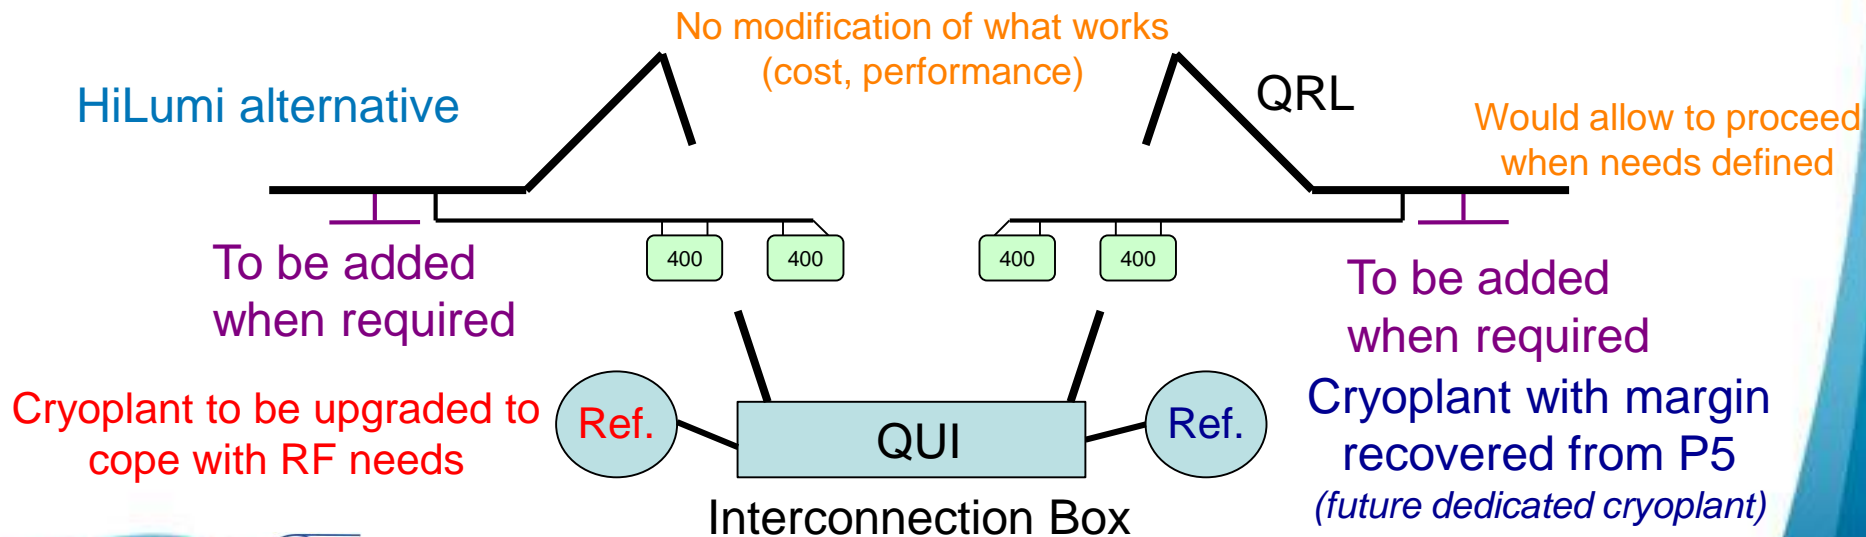 No modification of what works
(cost, performance)
HiLumi alternative
QRL
Would allow to proceed
when needs defined
400
400
400
400
To be added
when required
To be added
when required
Cryoplant to be upgraded to
cope with RF needs
Ref.
QUI
Ref.
Cryoplant with margin
recovered from P5
(future dedicated cryoplant)
Interconnection Box